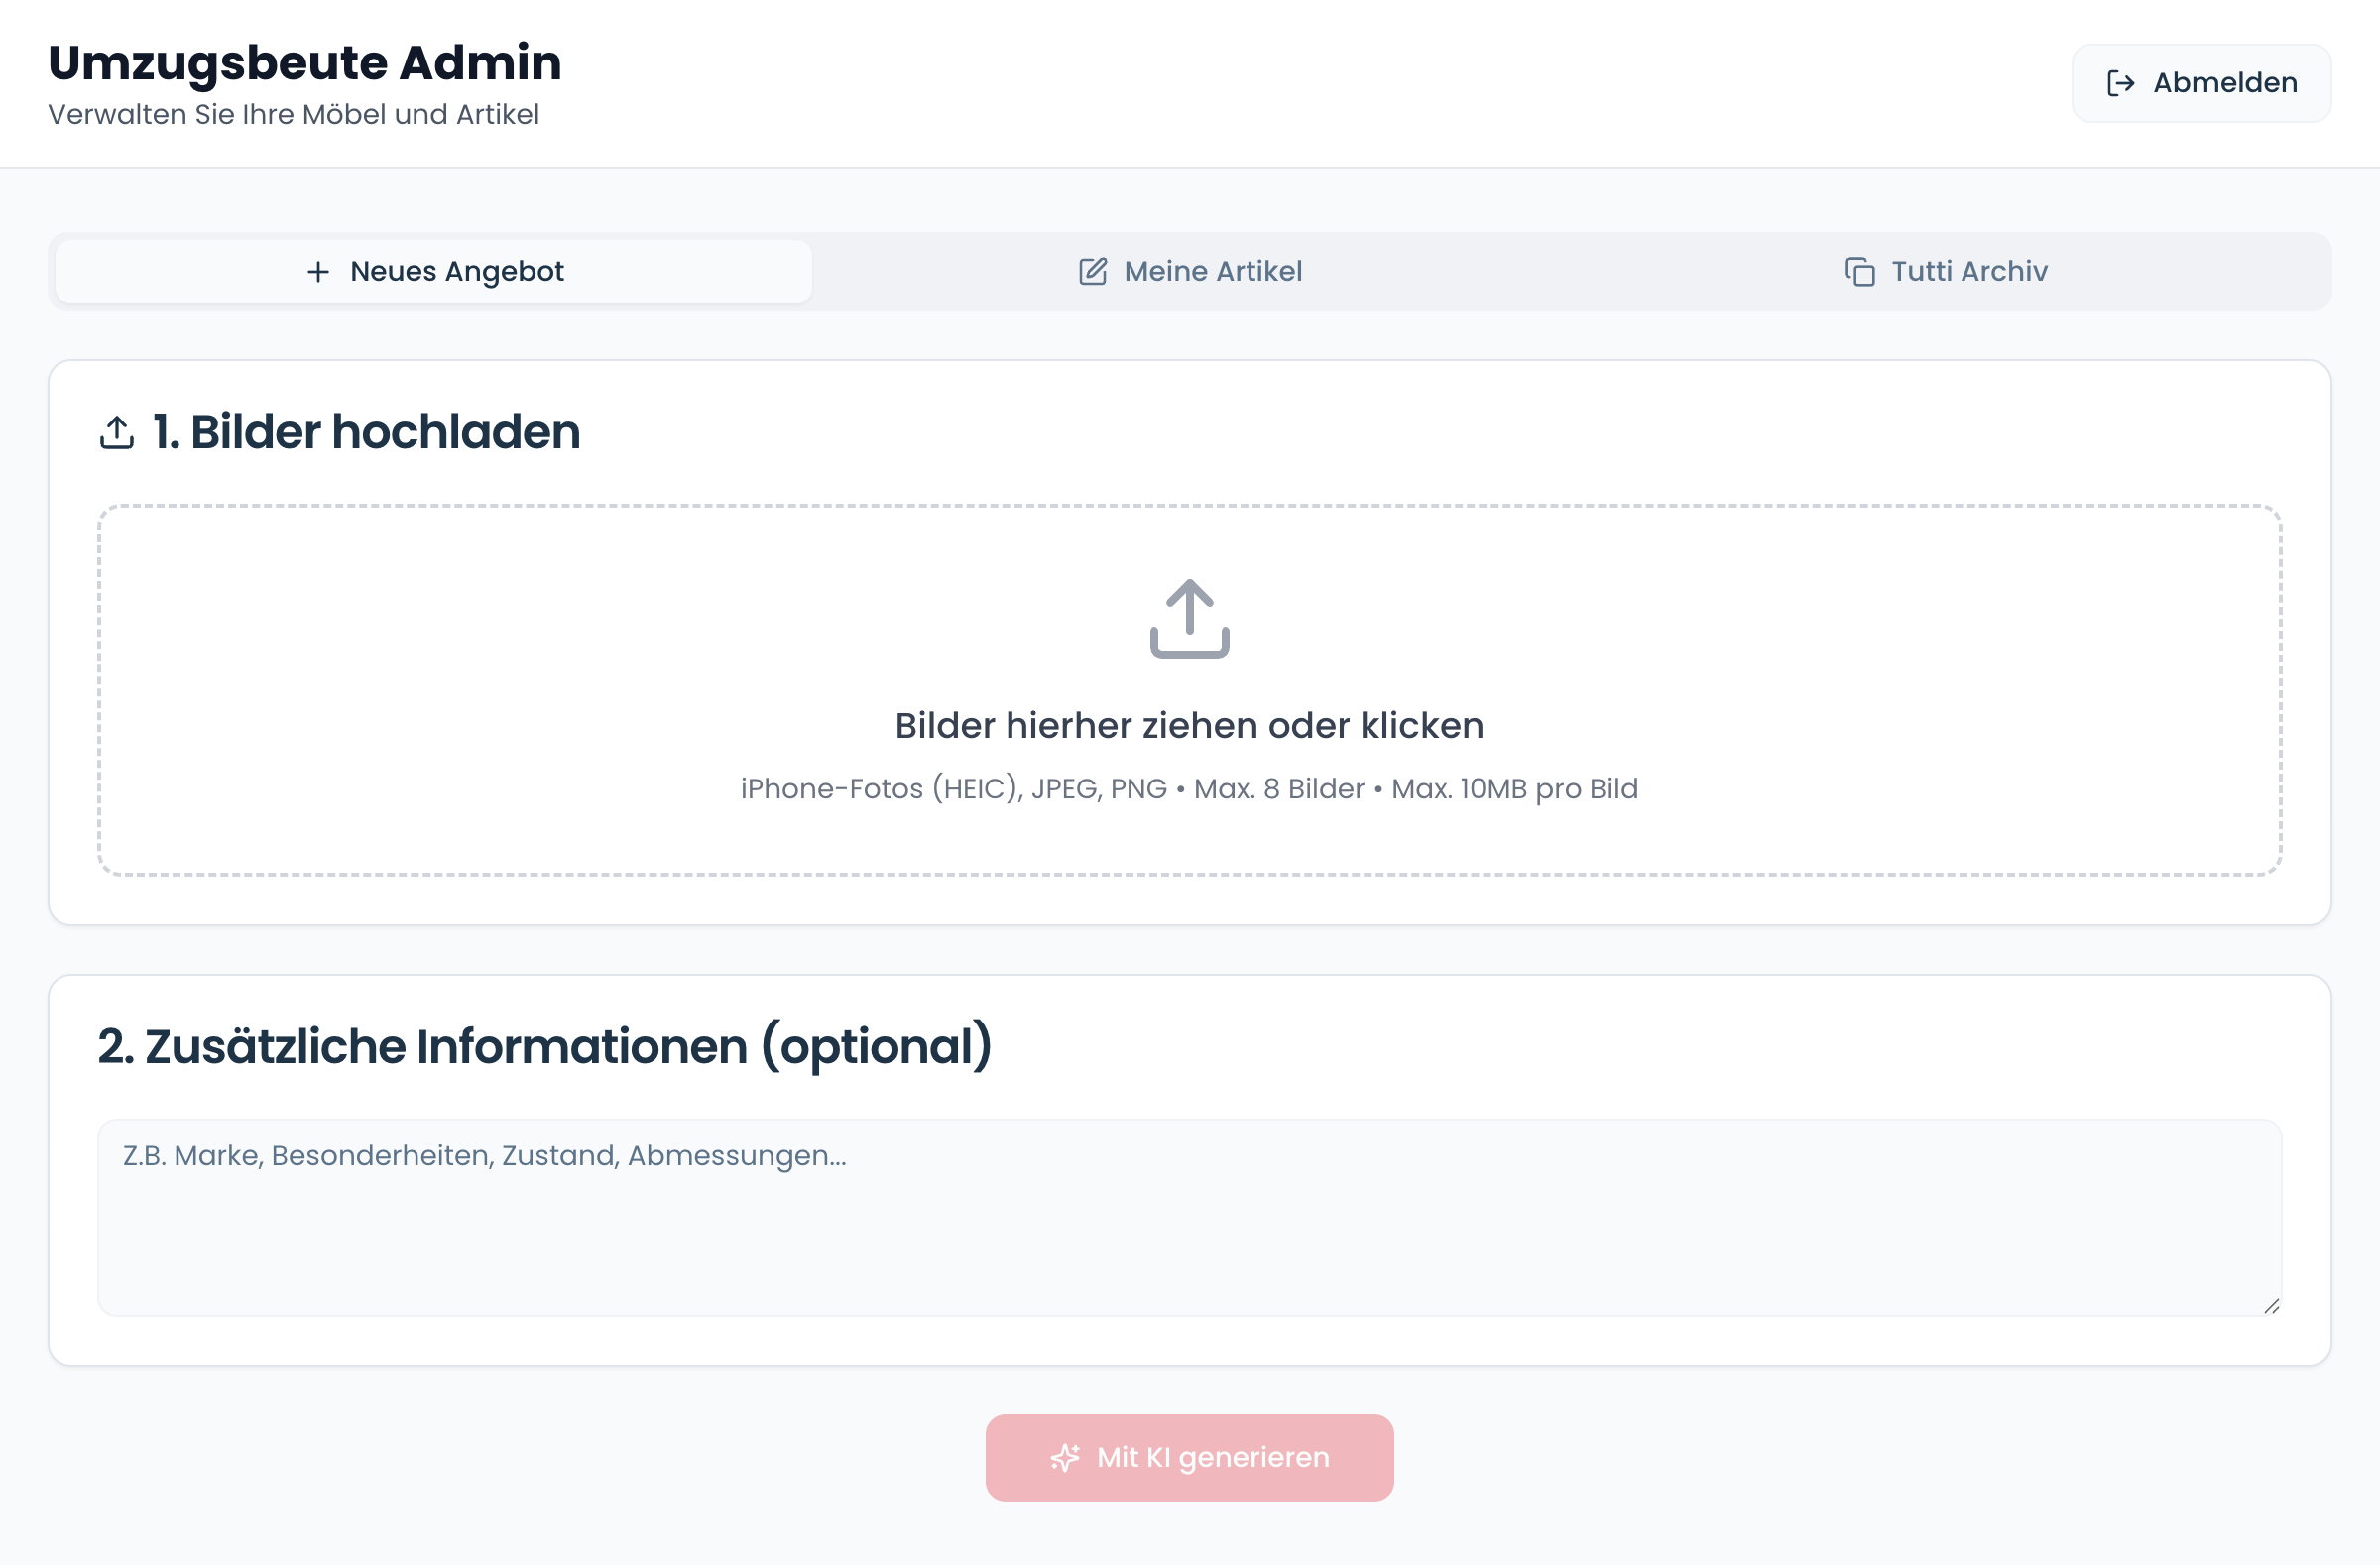 Umzugsbeute Admin
Verwalten Sie Ihre Möbel und Artikel
Abmelden
Neues Angebot
Meine Artikel
Tutti Archiv
1. Bilder hochladen
Bilder hierher ziehen oder klicken
iPhone-Fotos (HEIC), JPEG, PNG • Max. 8 Bilder • Max. 10MB pro Bild
2. Zusätzliche Informationen (optional)
Z.B. Marke, Besonderheiten, Zustand, Abmessungen...
Mit KI generieren